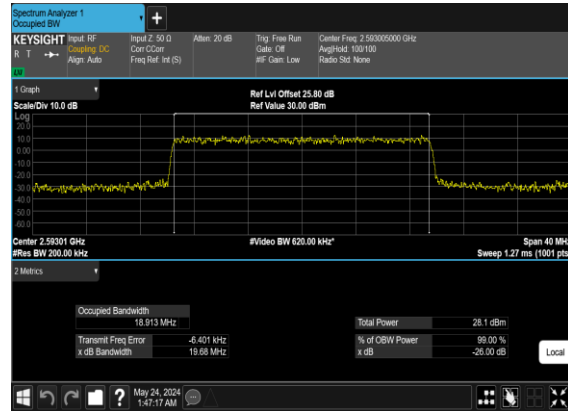 Spectrum Analyzer 1
Occupied BW
+
KEYSIGHT
R T
LW
Input: RF
Coupling: DC
Align: Auto
Input Z: 50 Ω
Corr CCorr
Freq Ref: Int (S)
Atten: 20 dB
Trig: Free Run
Gate: Off
#IF Gain: Low
Center Freq: 2.593005000 GHz
Avg|Hold: 100/100
Radio Std: None
1 Graph
Scale/Div 10.0 dB
Ref Lvl Offset 25.80 dB
Ref Value 30.00 dBm
Log
20.0
10.0
0.00
-10.0
-20.0
-30.0
-40.0
-50.0
-60.0
Center 2.59301 GHz
#Res BW 200.00 kHz
#Video BW 620.00 kHz*
Span 40 MHz
Sweep 1.27 ms (1001 pts)
2 Metrics
Occupied Bandwidth
18.913 MHz
Transmit Freq Error -6.401 kHz
x dB Bandwidth 19.68 MHz
Total Power 28.1 dBm
% of OBW Power 99.00 %
x dB -26.00 dB
Local
?
May 24, 2024
1:47:17 AM